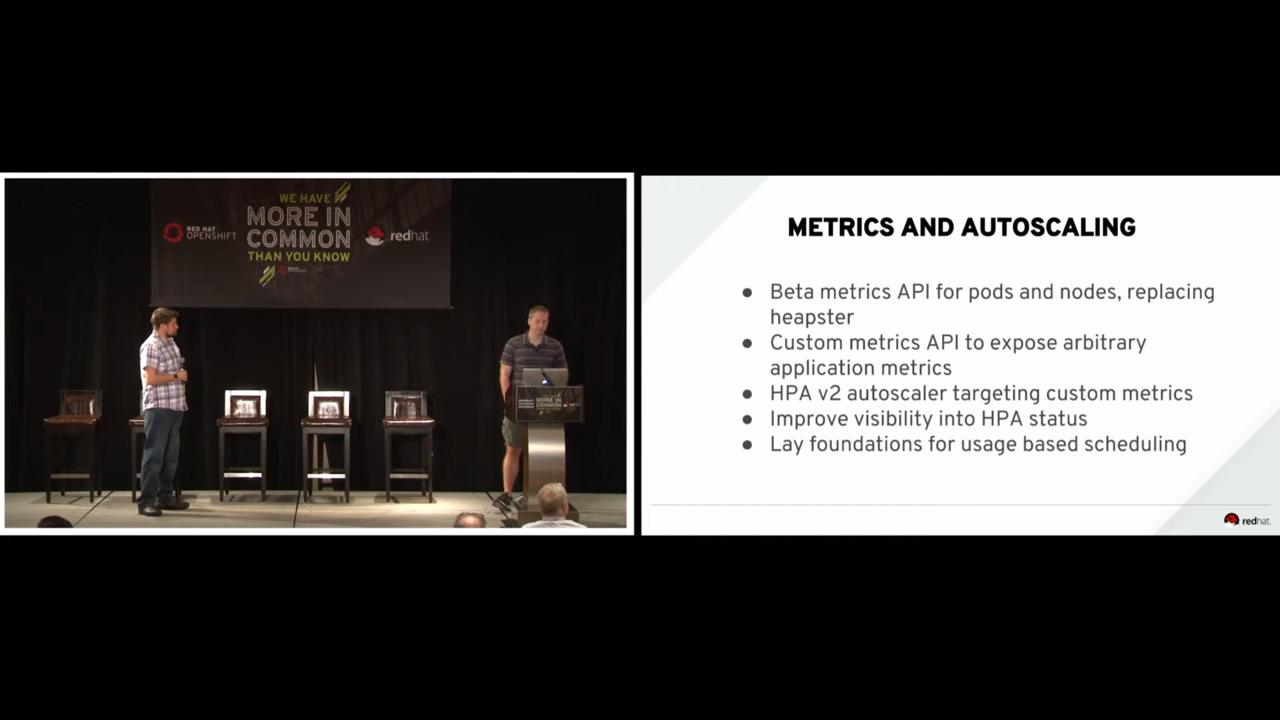 WE HAVE
MORE IN
COMMON
THAN YOU KNOW
RED HAT
OPENSHIFT
redhat.
MORE IN
COMMON
METRICS AND AUTOSCALING
● Beta metrics API for pods and nodes, replacing
heapster
● Custom metrics API to expose arbitrary
application metrics
● HPA v2 autoscaler targeting custom metrics
● Improve visibility into HPA status
● Lay foundations for usage based scheduling
redhat.